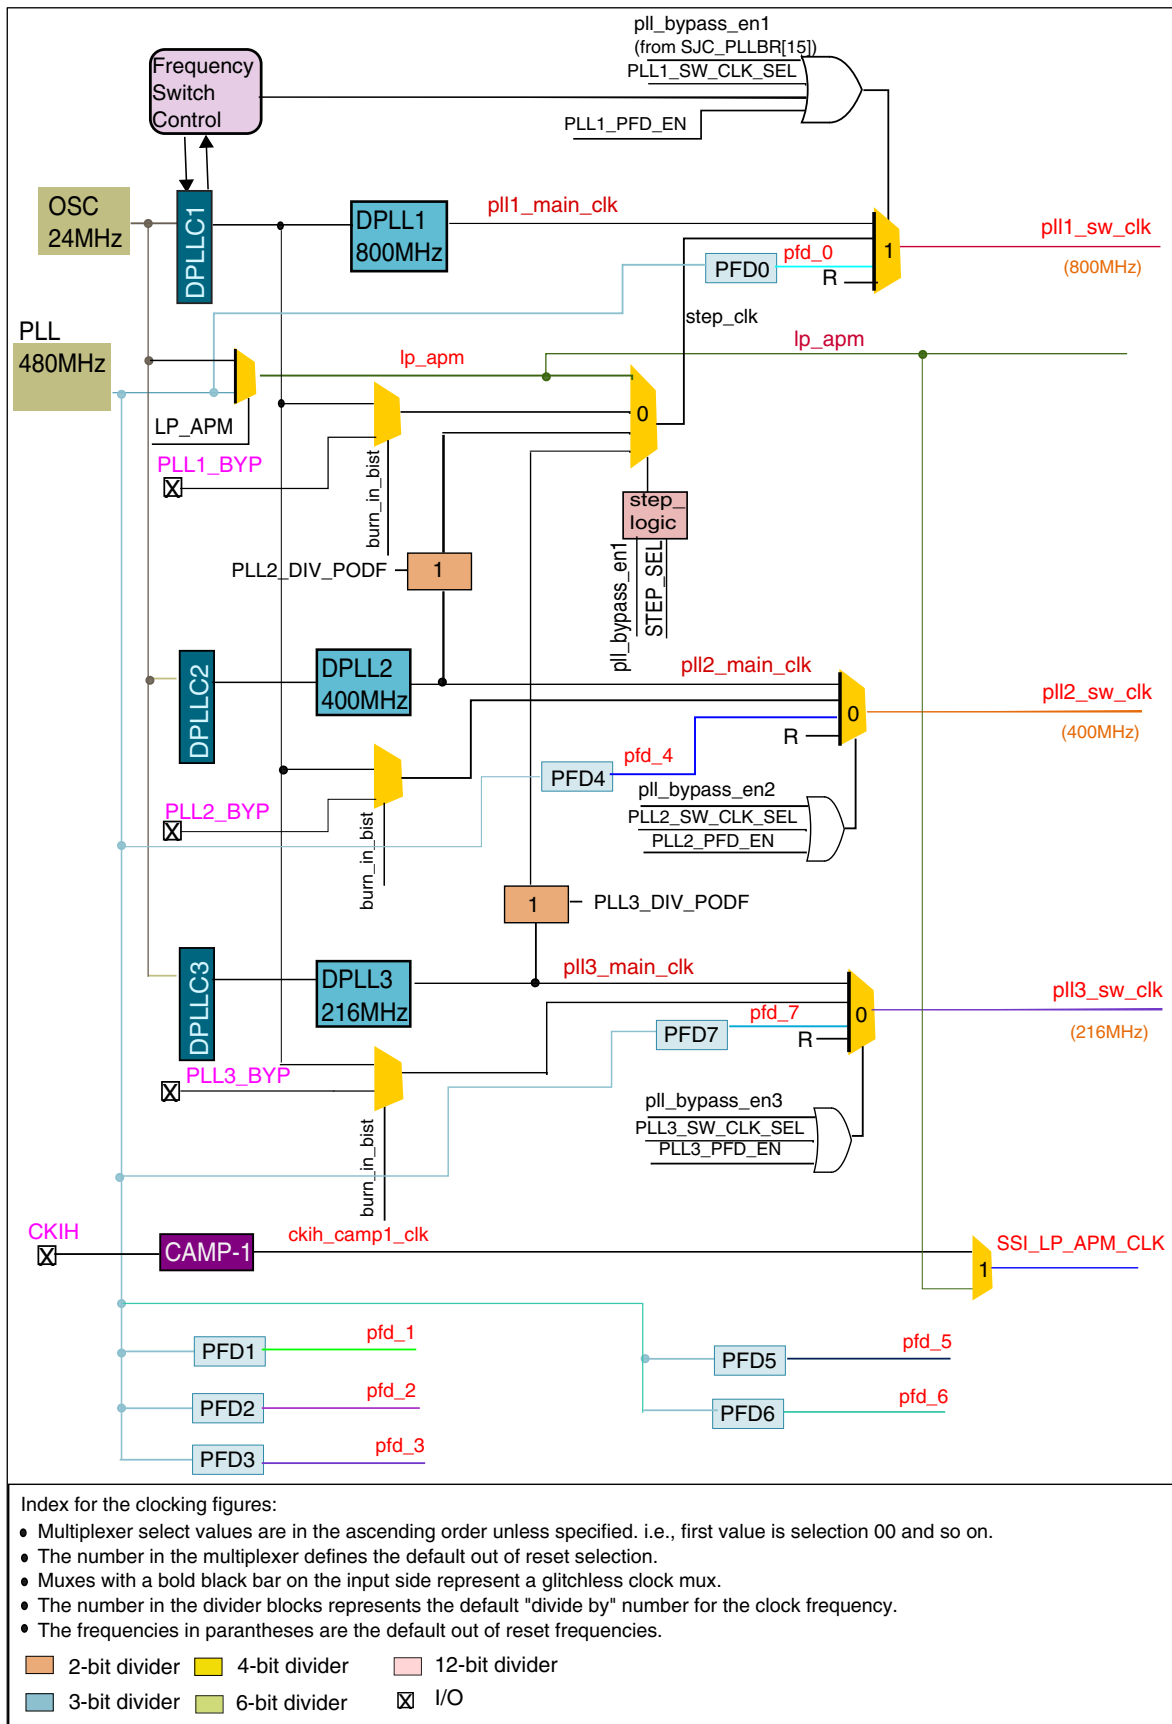 pll_bypass_en1
(from SJC_PLLBR[15])
PLL1_SW_CLK_SEL
Frequency
Switch
Control
PLL1_PFD_EN
OSC
24MHz
DPLLC1
DPLL1
800MHz
pll1_main_clk
PFD0
pfd_0
R
1
pll1_sw_clk
(800MHz)
step_clk
PLL
480MHz
lp_apm
lp_apm
LP_APM
0
PLL1_BYP
burn_in_bist
step_
logic
pll_bypass_en1
STEP_SEL
PLL2_DIV_PODF
1
DPLLC2
DPLL2
400MHz
pll2_main_clk
pll2_sw_clk
(400MHz)
0
R
pfd_4
PFD4
PLL2_BYP
burn_in_bist
pll_bypass_en2
PLL2_SW_CLK_SEL
PLL2_PFD_EN
1
PLL3_DIV_PODF
DPLLC3
DPLL3
216MHz
pll3_main_clk
pll3_sw_clk
(216MHz)
0
pfd_7
PFD7
R
PLL3_BYP
burn_in_bist
pll_bypass_en3
PLL3_SW_CLK_SEL
PLL3_PFD_EN
CKIH
CAMP-1
ckih_camp1_clk
SSI_LP_APM_CLK
1
PFD1
pfd_1
PFD5
pfd_5
PFD2
pfd_2
PFD6
pfd_6
PFD3
pfd_3
Index for the clocking figures:
Multiplexer select values are in the ascending order unless specified. i.e., first value is selection 00 and so on.
The number in the multiplexer defines the default out of reset selection.
Muxes with a bold black bar on the input side represent a glitchless clock mux.
The number in the divider blocks represents the default "divide by" number for the clock frequency.
The frequencies in parantheses are the default out of reset frequencies.
2-bit divider
4-bit divider
12-bit divider
3-bit divider
6-bit divider
I/O